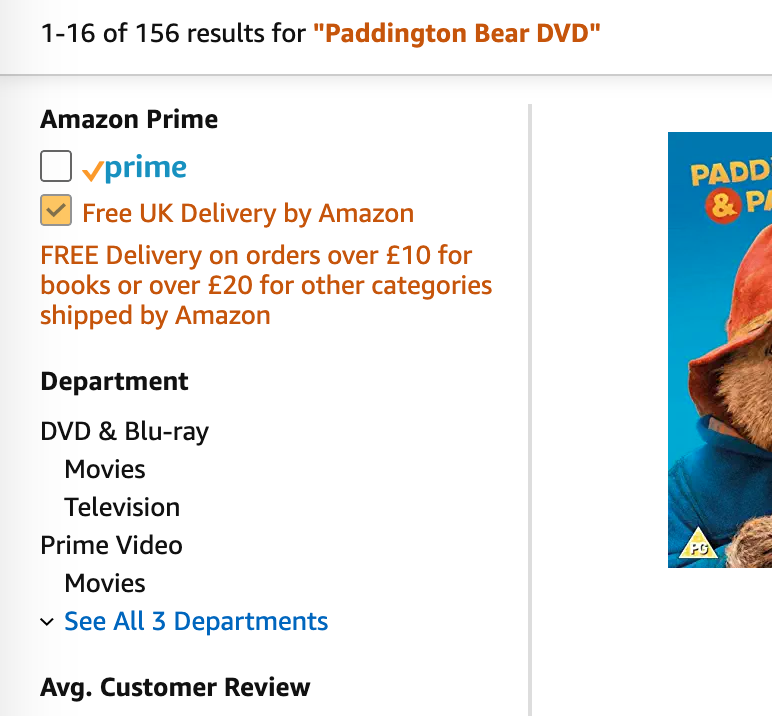 1-16 of 156 results for "Paddington Bear DVD"
Amazon Prime
prime
Free UK Delivery by Amazon
FREE Delivery on orders over £10 for
books or over £20 for other categories
shipped by Amazon
Department
DVD & Blu-ray
Movies
Television
Prime Video
Movies
See All 3 Departments
Avg. Customer Review
PADD
& PA
PG